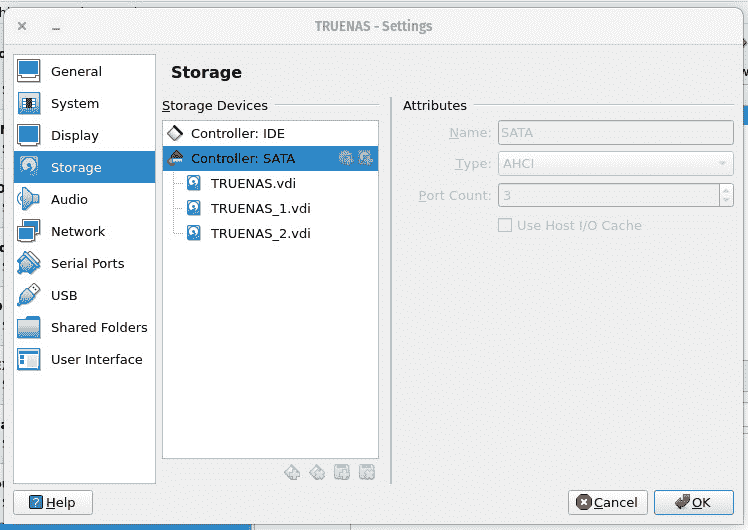 TRUENAS - Settings
General
System
Display
Storage
Audio
Network
Serial Ports
USB
Shared Folders
User Interface
Storage
Storage Devices
Controller: IDE
Controller: SATA
TRUENAS.vdi
TRUENAS_1.vdi
TRUENAS_2.vdi
Attributes
Name: SATA
Type: AHCI
Port Count: 3
Use Host I/O Cache
Help
Cancel
OK